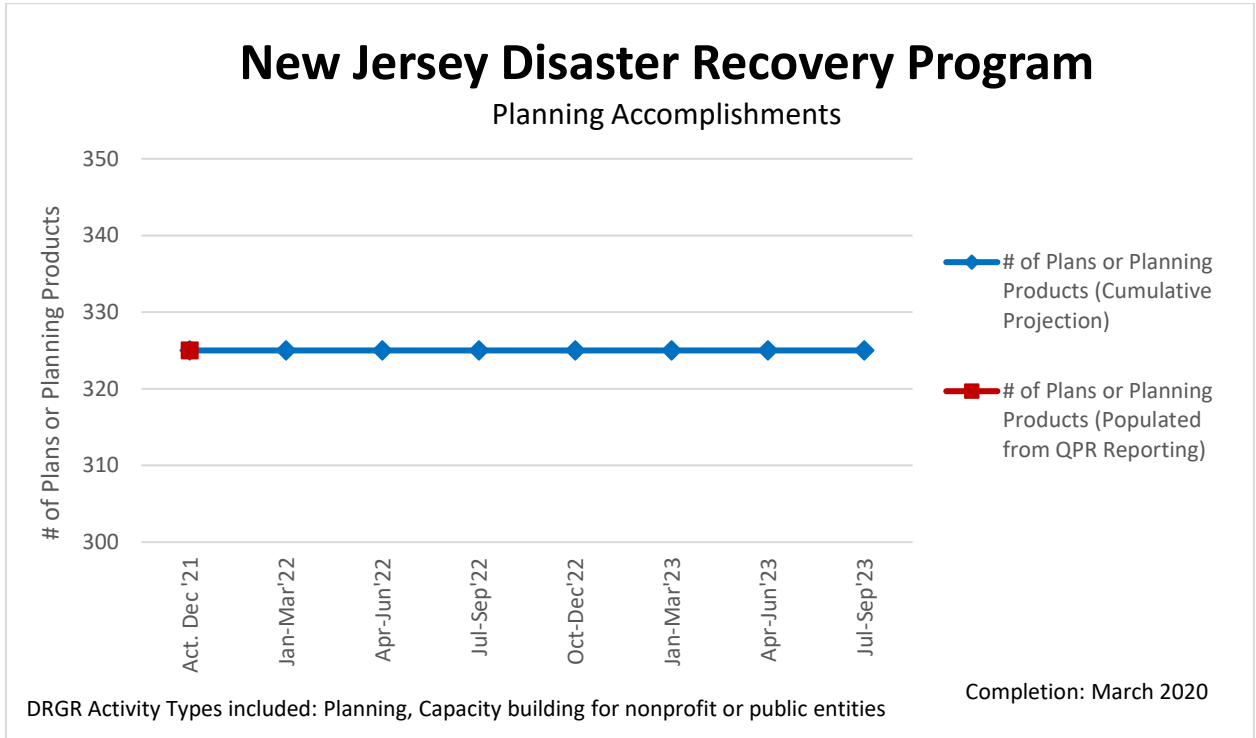 New Jersey Disaster Recovery Program
Planning Accomplishments
# of Plans or Planning Products
350
340
330
320
310
300
Act. Dec '21
Jan-Mar'22
Apr-Jun'22
Jul-Sep'22
Oct-Dec'22
Jan-Mar'23
Apr-Jun'23
Jul-Sep'23
# of Plans or Planning
Products (Cumulative
Projection)
# of Plans or Planning
Products (Populated
from QPR Reporting)
Completion: March 2020
DRGR Activity Types included: Planning, Capacity building for nonprofit or public entities